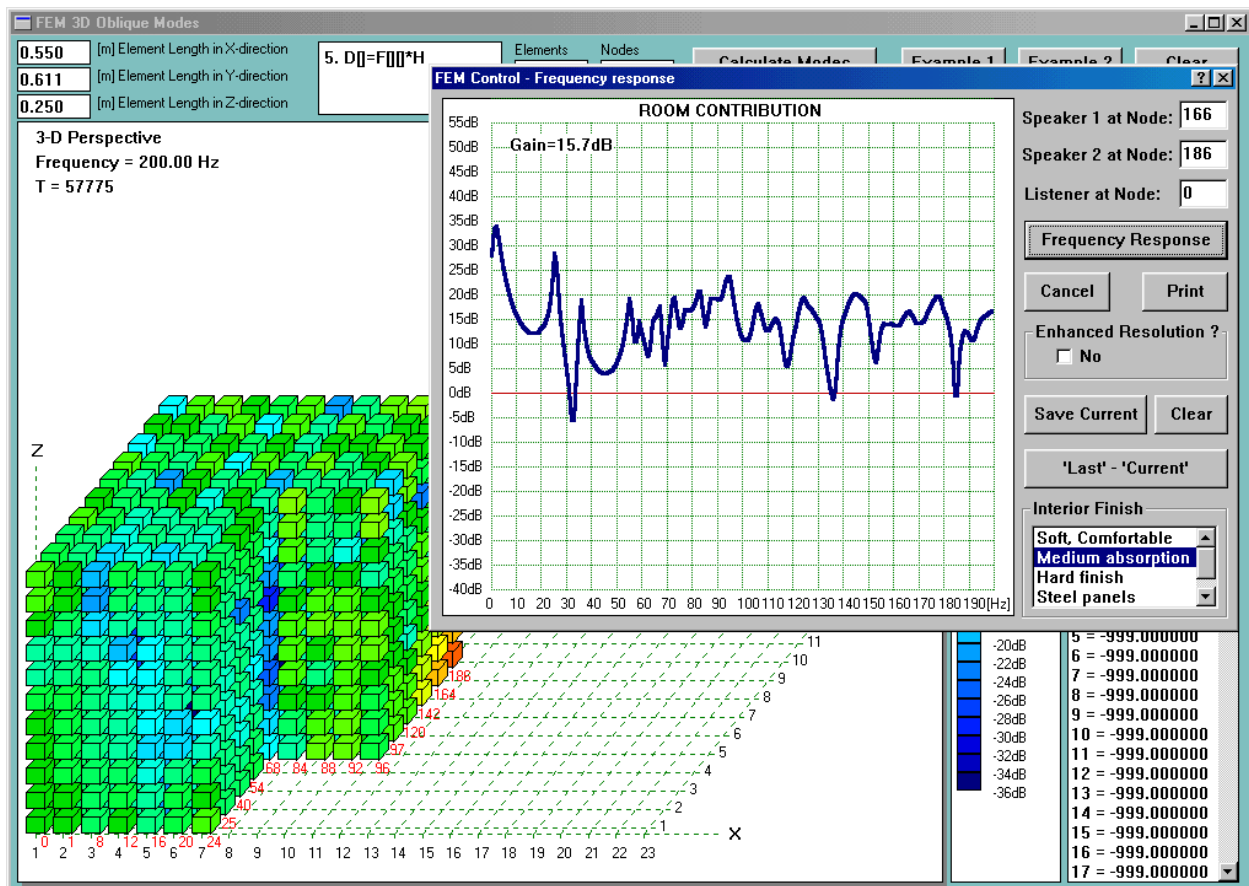 FEM 3D Oblique Modes
0.550 [m] Element Length in X-direction
0.611 [m] Element Length in Y-direction
0.250 [m] Element Length in Z-direction
5. D[]=F[][]*H
Elements Nodes
Calculate Modes Example 1 Example 2 Clear
3-D Perspective
Frequency = 200.00 Hz
T = 57775
FEM Control - Frequency response
ROOM CONTRIBUTION
Gain=15.7dB
55dB
50dB
45dB
40dB
35dB
30dB
25dB
20dB
15dB
10dB
5dB
0dB
-5dB
-10dB
-15dB
-20dB
-25dB
-30dB
-35dB
-40dB
0 10 20 30 40 50 60 70 80 90 100 110 120 130 140 150 160 170 180 190[Hz]
Speaker 1 at Node: 166
Speaker 2 at Node: 186
Listener at Node: 0
Frequency Response
Cancel Print
Enhanced Resolution ?
No
Save Current Clear
'Last' - 'Current'
Interior Finish
Soft, Comfortable
Medium absorption
Hard finish
Steel panels
Z
X
11
10
9
8
7
6
5
4
3
2
1
186
164
142
120
97
68 84 88 92 96
54
40
25
0 1 8 12 16 20 24
1 2 3 4 5 6 7 8 9 10 11 12 13 14 15 16 17 18 19 20 21 22 23
-20dB
-22dB
-24dB
-26dB
-28dB
-30dB
-32dB
-34dB
-36dB
5 = -999.000000
6 = -999.000000
7 = -999.000000
8 = -999.000000
9 = -999.000000
10 = -999.000000
11 = -999.000000
12 = -999.000000
13 = -999.000000
14 = -999.000000
15 = -999.000000
16 = -999.000000
17 = -999.000000